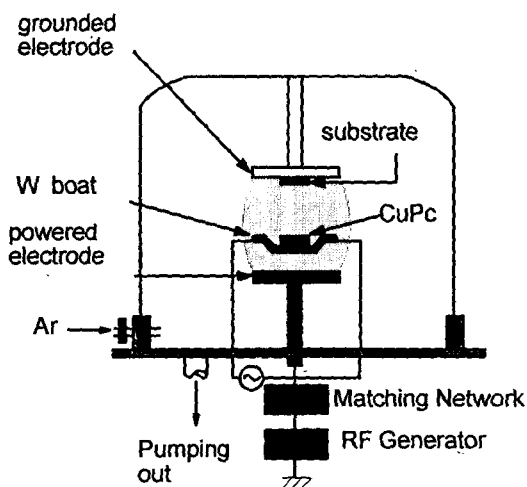 grounded
electrode
substrate
W boat
CuPc
powered
electrode
Ar
Matching Network
RF Generator
Pumping
out